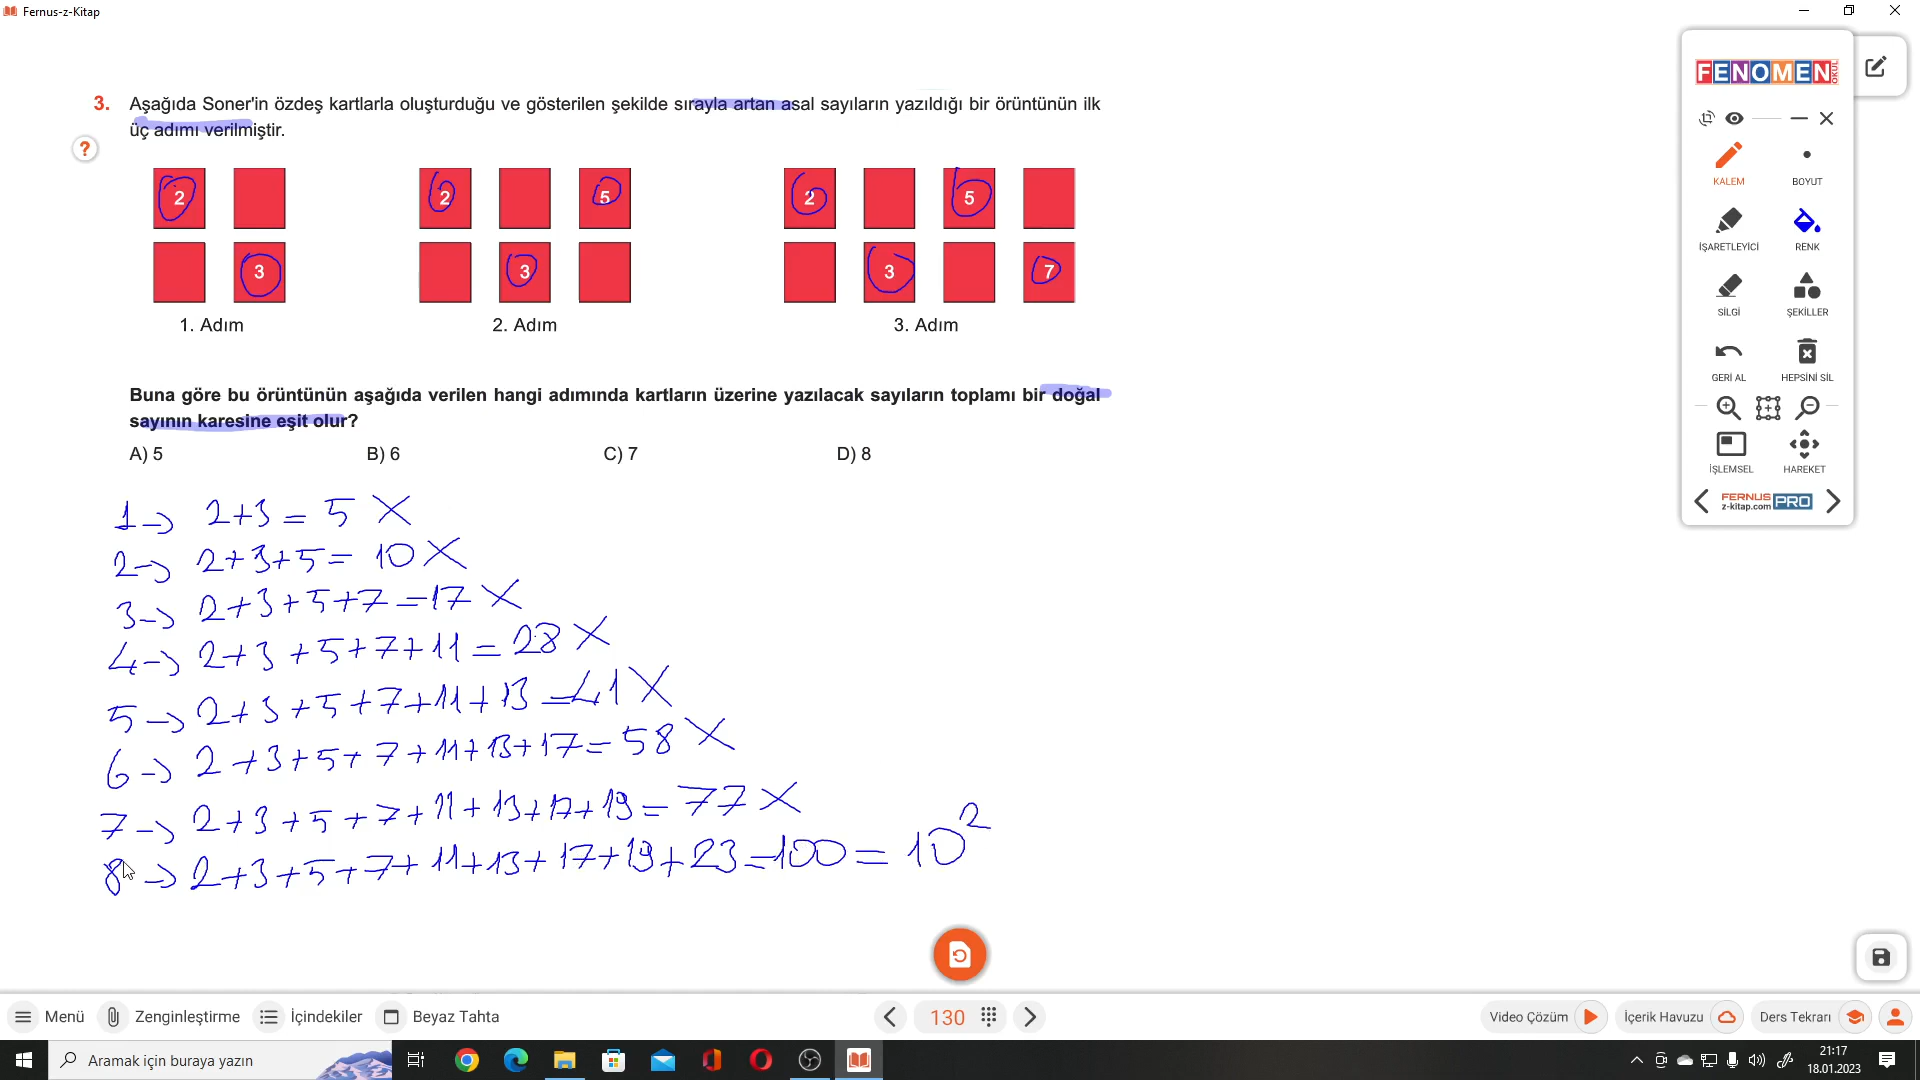 Fernus-z-Kitap
3. Aşağıda Soner'in özdeş kartlarla oluşturduğu ve gösterilen şekilde sırayla artan asal sayıların yazıldığı bir örüntünün ilk
üç adımı verilmiştir.
?
2
2 5
2 5
3
3
3 7
1. Adım
2. Adım
3. Adım
Buna göre bu örüntünün aşağıda verilen hangi adımında kartların üzerine yazılacak sayıların toplamı bir doğal
sayının karesine eşit olur?
A) 5 B) 6 C) 7 D) 8
1→ 2+3 = 5 X
2→ 2+3+5= 10 X
3→ 2+3+5+7=17 X
4→ 2+3+5+7+11 = 28 X
5→ 2+3+5+7+11+13=41 X
6→ 2+3+5+7+11+13+17=58 X
7→ 2+3+5+7+11+13+17+19=77 X
8→ 2+3+5+7+11+13+17+19+23=100 = 10²
FENOMEN
OKUL
KALEM
BOYUT
İŞARETLEYİCİ
RENK
SİLGİ
ŞEKİLLER
GERİ AL
HEPSİNİ SİL
İŞLEMSEL
HAREKET
FERNUS
z-kitap.com
PRO
Menü
Zenginleştirme
İçindekiler
Beyaz Tahta
130
Video Çözüm
İçerik Havuzu
Ders Tekrarı
Aramak için buraya yazın
21:17
18.01.2023